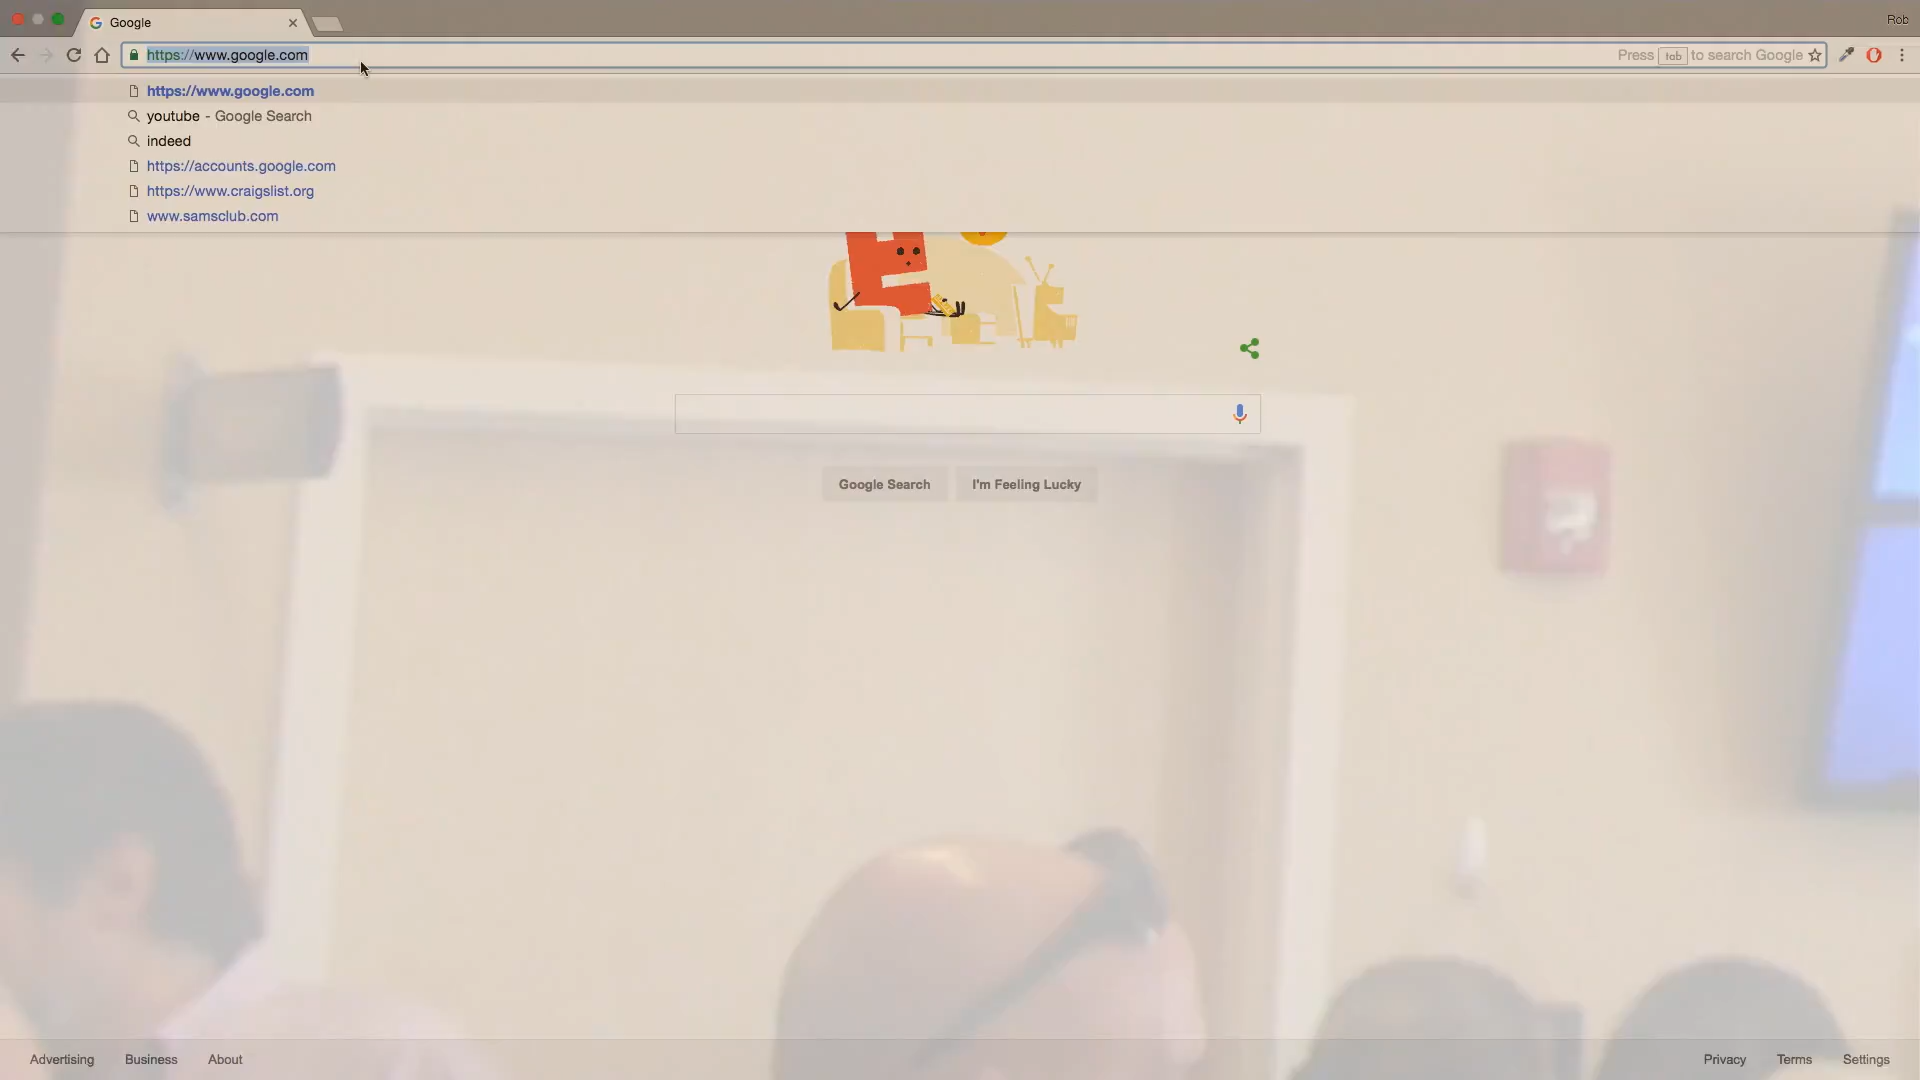 Google
Rob
https://www.google.com
Press tab to search Google
https://www.google.com
youtube - Google Search
indeed
https://accounts.google.com
https://www.craigslist.org
www.samsclub.com
Google Search
I'm Feeling Lucky
Advertising
Business
About
Privacy
Terms
Settings